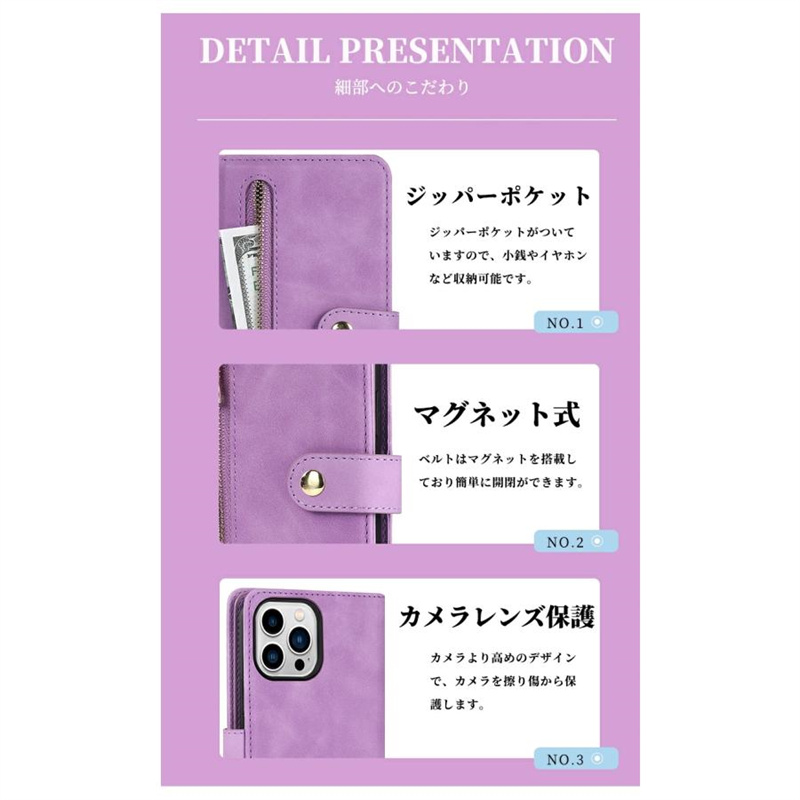 DETAIL PRESENTATION
細部へのこだわり
ジッパーポケット
ジッパーポケットがついて
いますので、小銭やイヤホン
など収納可能です。
NO.1
マグネット式
ベルトはマグネットを搭載し
ており簡単に開閉ができます。
NO.2
カメラレンズ保護
カメラより高めのデザイン
で、カメラを擦り傷から保
護します。
NO.3